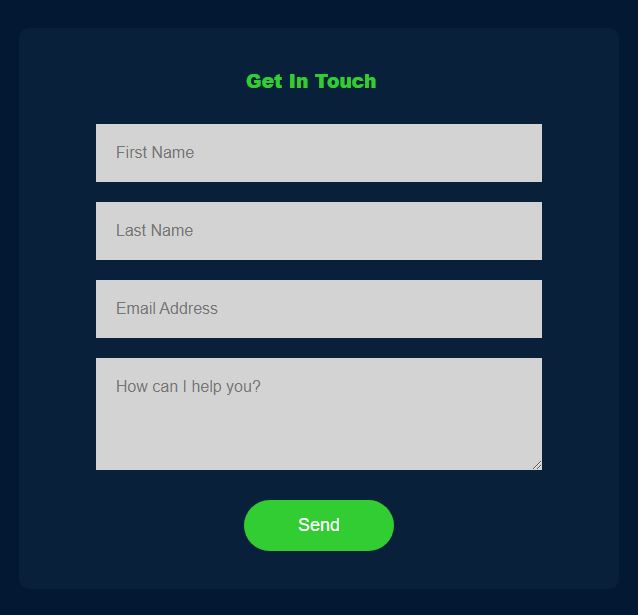 Get In Touch
First Name
Last Name
Email Address
How can I help you?
Send